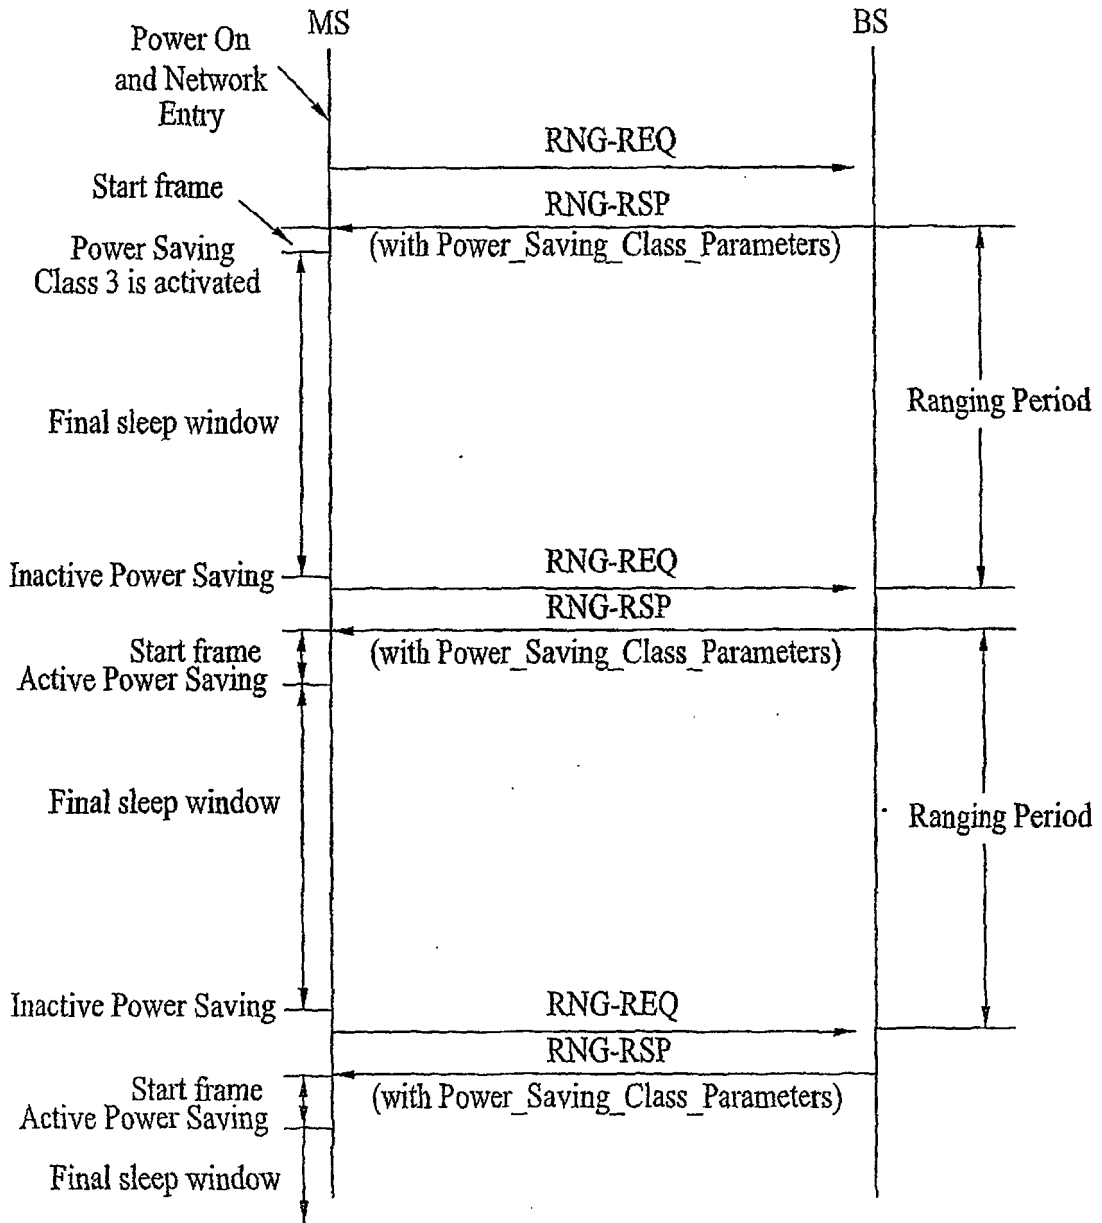 MS
BS
Power On
and Network
Entry
RNG-REQ
Start frame
RNG-RSP
(with Power_Saving_Class_Parameters)
Power Saving
Class 3 is activated
Final sleep window
Ranging Period
Inactive Power Saving
RNG-REQ
RNG-RSP
(with Power_Saving_Class_Parameters)
Start frame
Active Power Saving
Final sleep window
Ranging Period
Inactive Power Saving
RNG-REQ
RNG-RSP
(with Power_Saving_Class_Parameters)
Start frame
Active Power Saving
Final sleep window